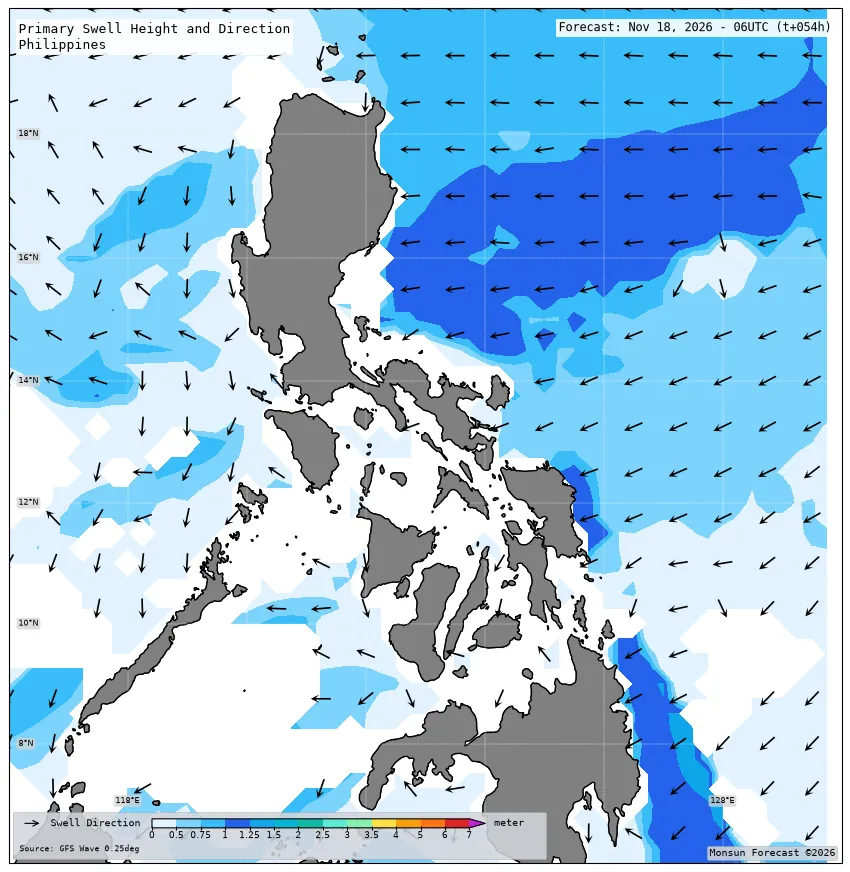 Primary Swell Height and Direction
Philippines
Forecast: Nov 18, 2026 - 06UTC (t+054h)
18°N
16°N
14°N
12°N
10°N
8°N
118°E
128°E
Swell Direction
meter
0 0.5 0.75 1 1.25 1.5 2 2.5 3 3.5 4 5 6 7
Source: GFS Wave 0.25deg
Monsun Forecast ©2026